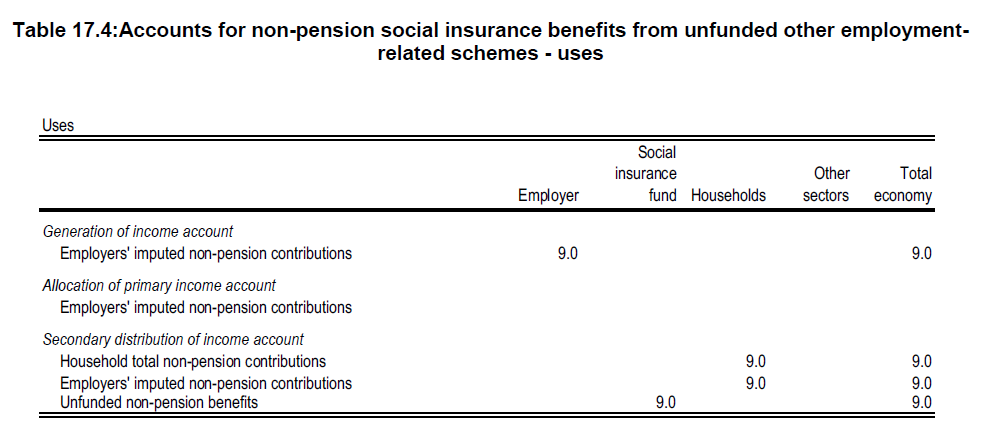 Table 17.4:Accounts for non-pension social insurance benefits from unfunded other employment-
related schemes - uses
Uses
Social
insurance Other Total
Employer fund Households sectors economy
Generation of income account
Employers' imputed non-pension contributions 9.0 9.0
Allocation of primary income account
Employers' imputed non-pension contributions
Secondary distribution of income account
Household total non-pension contributions 9.0 9.0
Employers' imputed non-pension contributions 9.0 9.0
Unfunded non-pension benefits 9.0 9.0